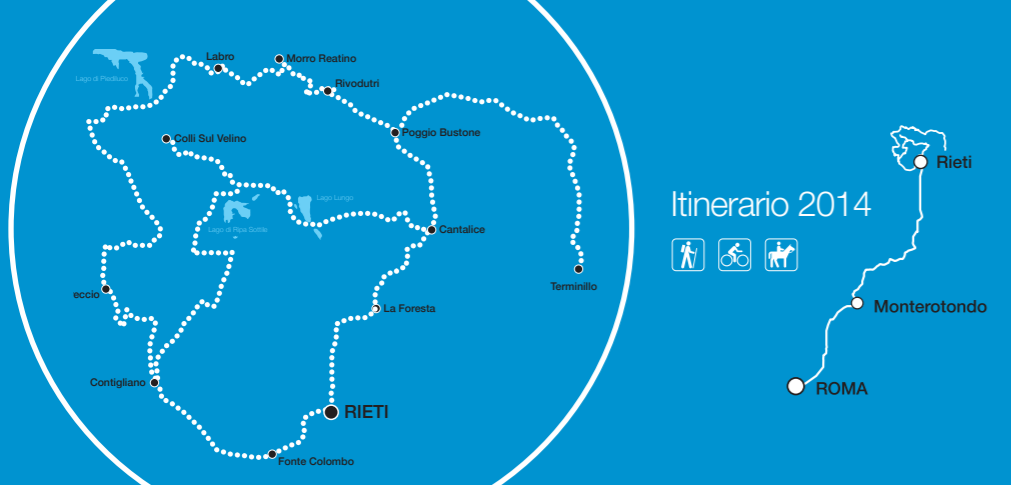 Labro
Morro Reatino
Lago di Piediluco
Rivodutri
Poggio Bustone
Colli Sul Velino
Lago Lungo
Lago di Ripa Sottile
Cantalice
Terminillo
eccio
La Foresta
Contigliano
RIETI
Fonte Colombo
Itinerario 2014
Rieti
Monterotondo
ROMA